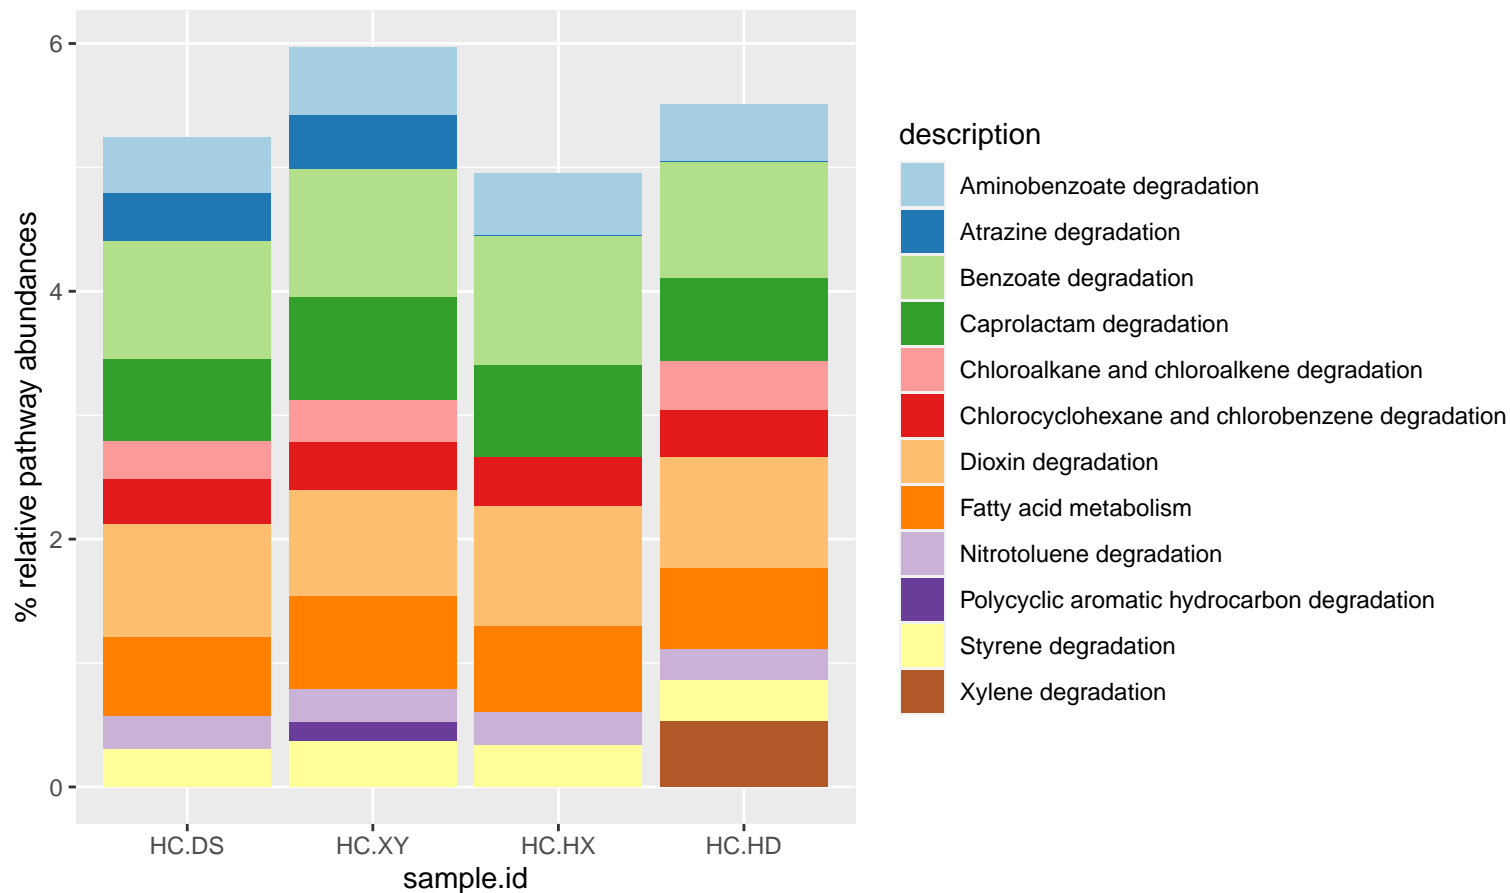 % relative pathway abundances
6
4
2
0
HC.DS
HC.XY
HC.HX
HC.HD
sample.id
description
Aminobenzoate degradation
Atrazine degradation
Benzoate degradation
Caprolactam degradation
Chloroalkane and chloroalkene degradation
Chlorocyclohexane and chlorobenzene degradation
Dioxin degradation
Fatty acid metabolism
Nitrotoluene degradation
Polycyclic aromatic hydrocarbon degradation
Styrene degradation
Xylene degradation